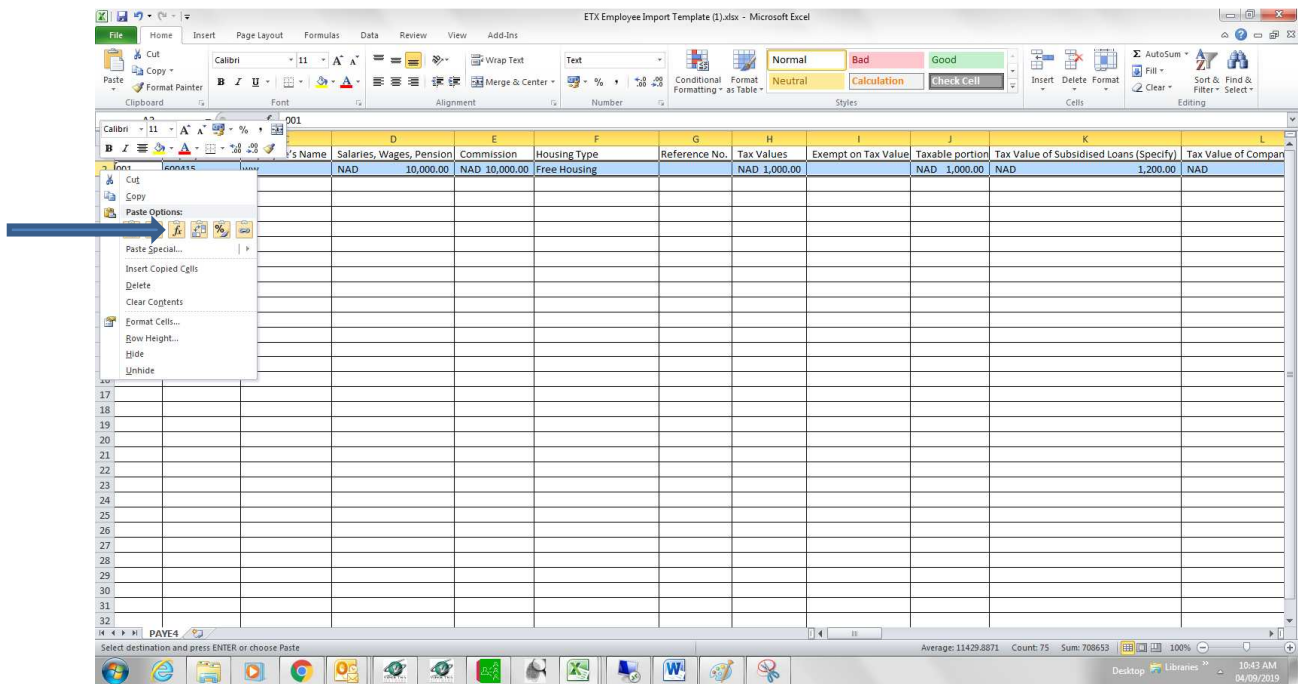 ETX Employee Import Template (1).xlsx - Microsoft Excel
File Home Insert Page Layout Formulas Data Review View Add-Ins
Paste
Cut
Copy
Format Painter
Clipboard
Calibri 11
B I U
Font
Wrap Text
Merge & Center
Alignment
Text
% ,
Number
Conditional Formatting
Format as Table
Normal Bad Good
Neutral Calculation Check Cell
Styles
Insert Delete Format
Cells
Σ AutoSum
Fill
Clear
Sort & Filter
Find & Select
Editing
001
Calibri 11 A A % ,
B I
D E F G H I J K L
's Name Salaries, Wages, Pension Commission Housing Type Reference No. Tax Values Exempt on Tax Value Taxable portion Tax Value of Subsidised Loans (Specify) Tax Value of Compan
001 600415 NAD 10,000.00 NAD 10,000.00 Free Housing NAD 1,000.00 NAD 1,000.00 NAD 1,200.00 NAD
Cut
Copy
Paste Options:
Paste Special...
Insert Copied Cells
Delete
Clear Contents
Format Cells...
Row Height...
Hide
Unhide
17
18
19
20
21
22
23
24
25
26
27
28
29
30
31
32
PAYE4
Select destination and press ENTER or choose Paste
Average: 11429.8871 Count: 75 Sum: 708653 100%
Desktop Libraries
10:43 AM
04/09/2019